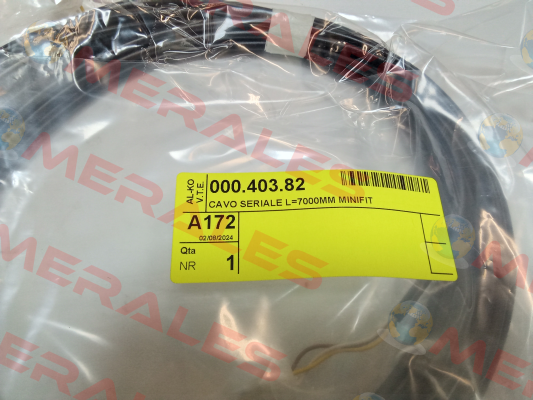 AL-KO
V.T.E.
000.403.82
CAVO SERIALE L=7000MM MINIFIT
A172
02/08/2024
Qta
NR 1
MERALES
MERALES
MERALES